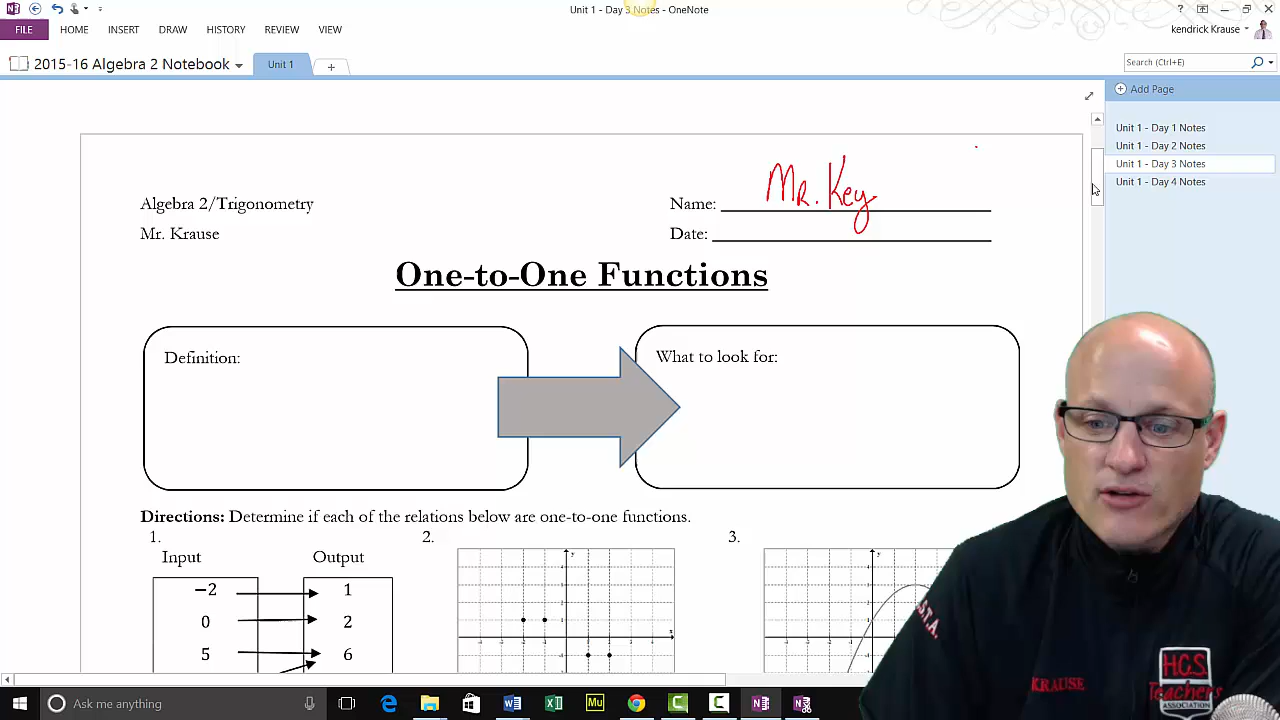 Unit 1 - Day 3 Notes - OneNote
FILE HOME INSERT DRAW HISTORY REVIEW VIEW
kendrick Krause
2015-16 Algebra 2 Notebook
Unit 1
Search (Ctrl+E)
Add Page
Unit 1 - Day 1 Notes
Unit 1 - Day 2 Notes
Unit 1 - Day 3 Notes
Unit 1 - Day 4 Notes
Algebra 2/Trigonometry
Name: Mr. Key
Mr. Krause
Date:
One-to-One Functions
Definition:
What to look for:
Directions: Determine if each of the relations below are one-to-one functions.
1. 2. 3.
Input Output
−2 1
0 2
5 6
S.T.A.
KRAUSE
HCS
Teachers
ASSOCIATION
Ask me anything